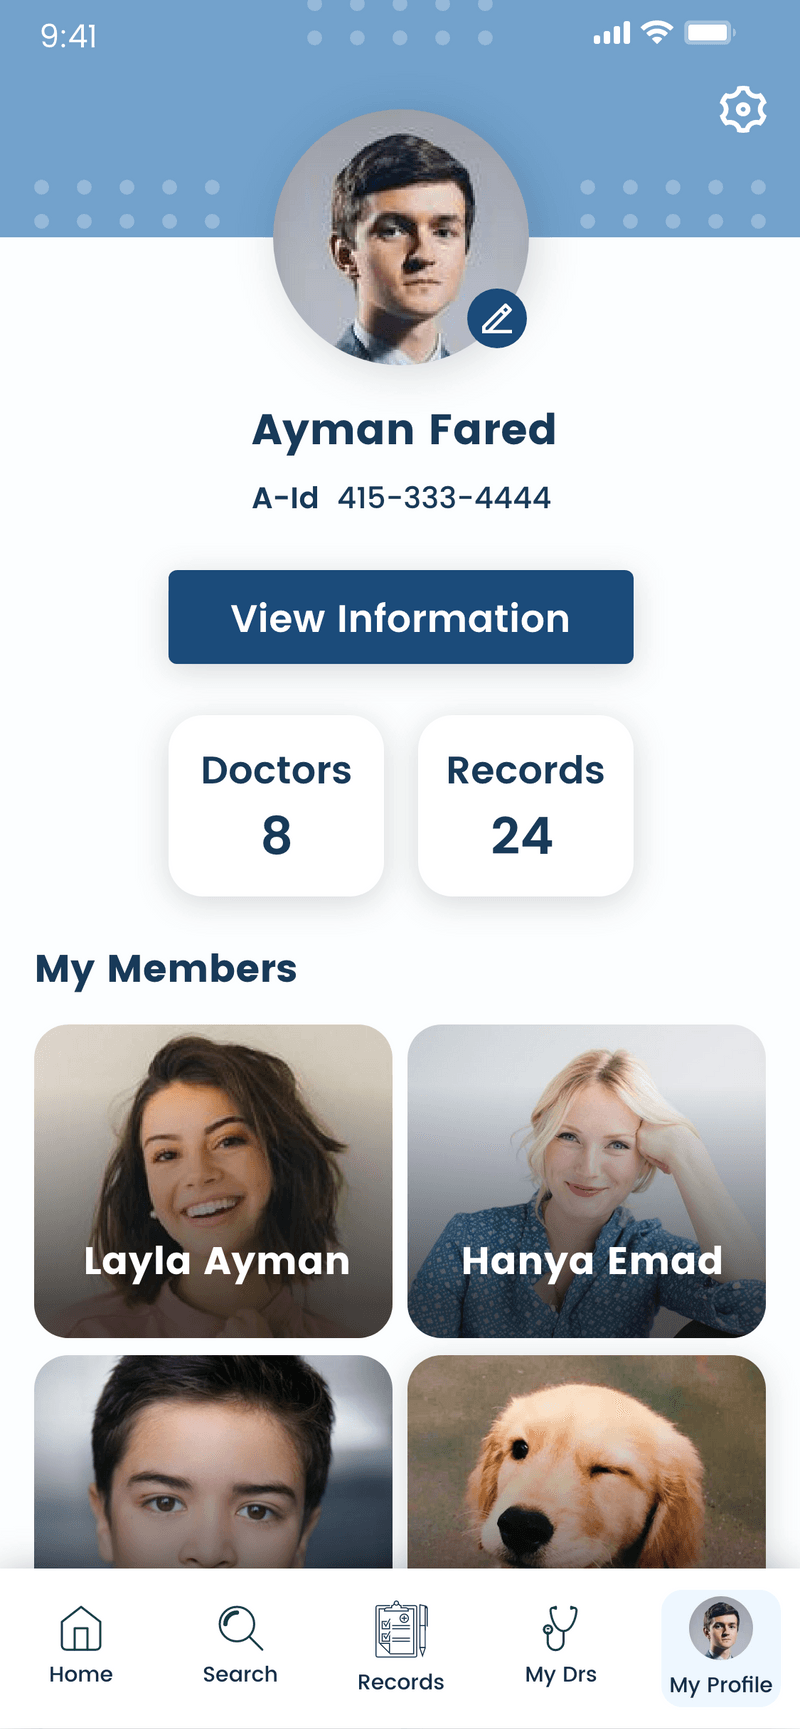 9:41
Ayman Fared
A-Id 415-333-4444
View Information
Doctors
8
Records
24
My Members
Layla Ayman
Hanya Emad
Home
Search
Records
My Drs
My Profile